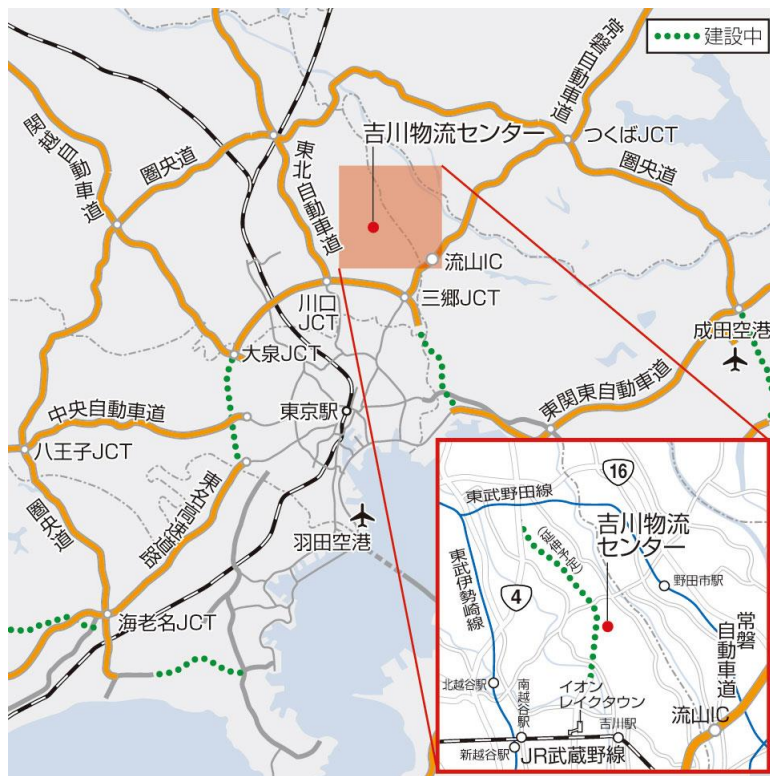 建設中
常磐自動車道
吉川物流センター
つくばJCT
関越自動車道
圏央道
東北自動車道
圏央道
流山IC
川口
JCT
三郷JCT
成田空港
大泉JCT
東関東自動車道
中央自動車道
東京駅
八王子JCT
圏央道
東名高速道路
羽田空港
海老名JCT
16
東武野田線
(延伸予定)
吉川物流
センター
東武伊勢崎線
4
野田市駅
常磐
自動車道
北越谷駅
南越谷駅
イオン
レイクタウン
吉川駅
流山IC
新越谷駅
JR武蔵野線